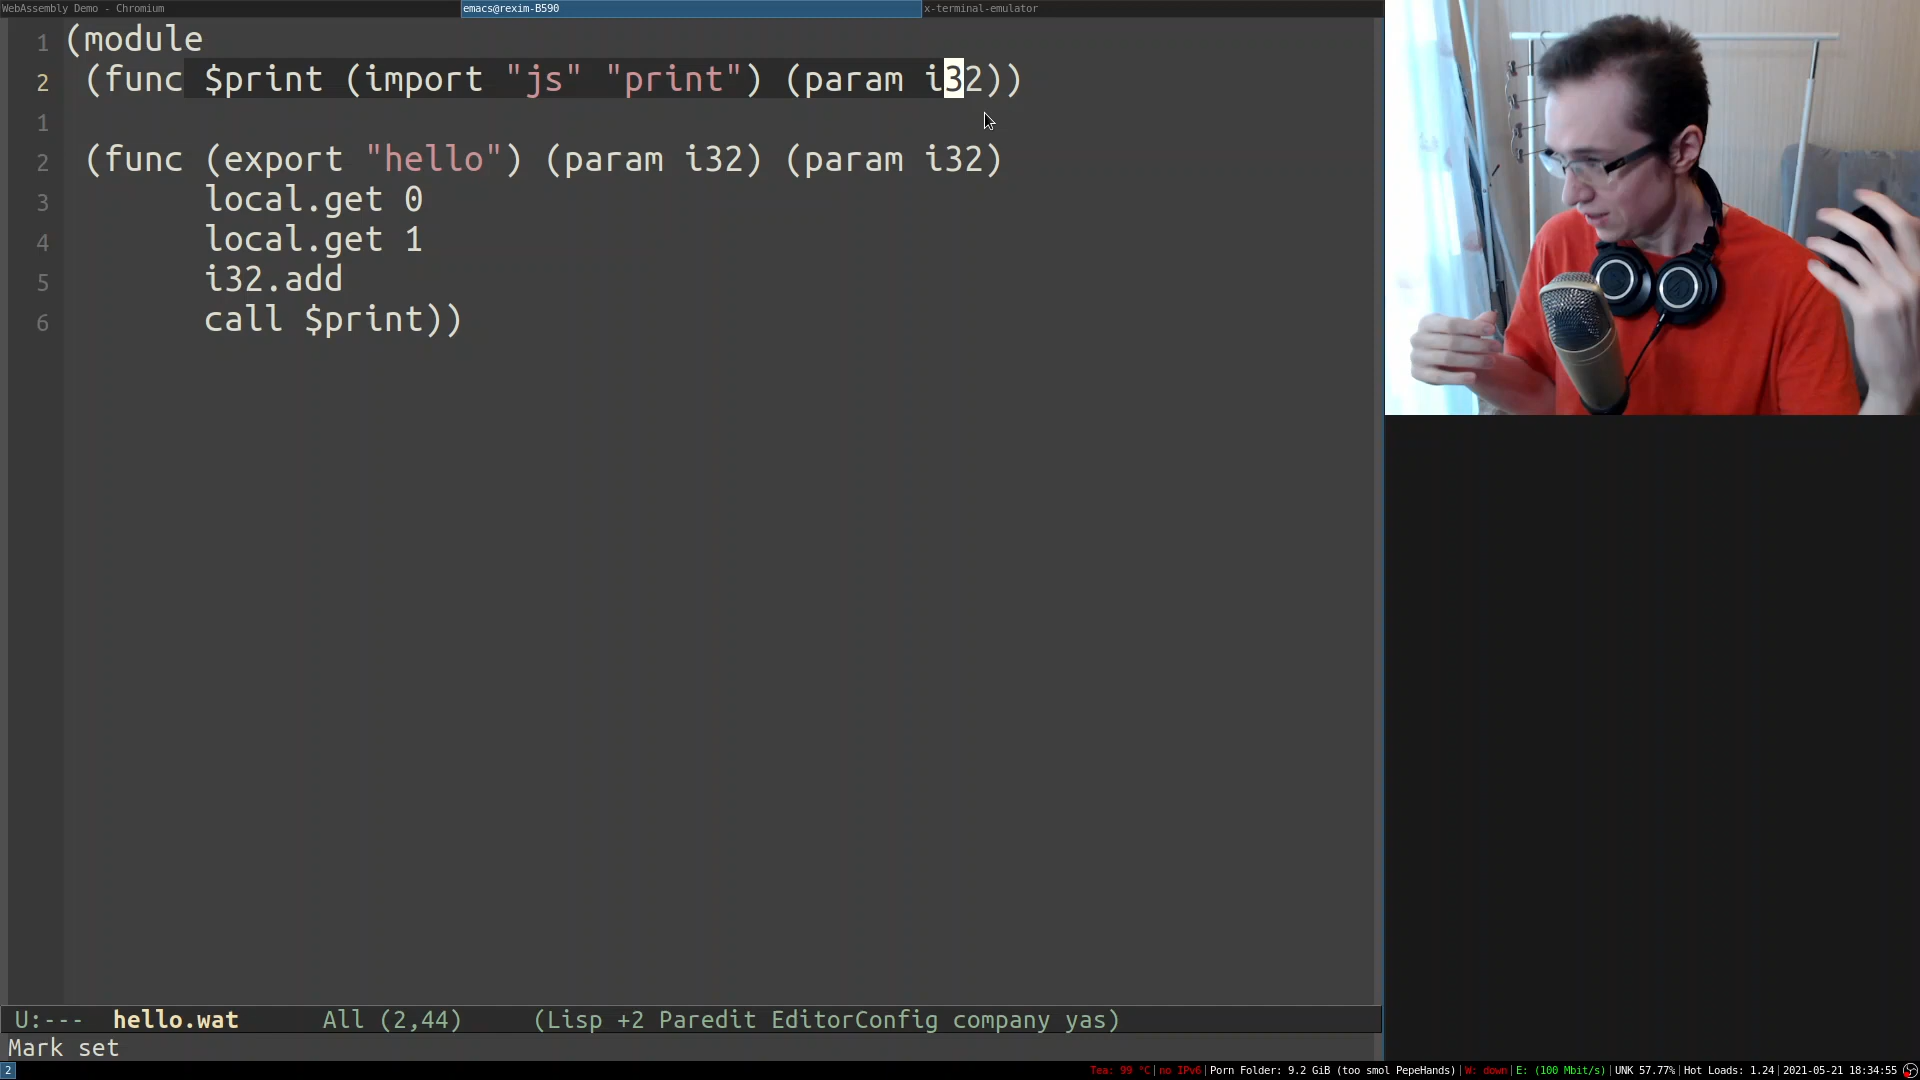 WebAssembly Demo - Chromium
emacs@rexim-B590
x-terminal-emulator
1 (module
2 (func $print (import "js" "print") (param i32))
1
2 (func (export "hello") (param i32) (param i32)
3 local.get 0
4 local.get 1
5 i32.add
6 call $print))
U:--- hello.wat All (2,44) (Lisp +2 Paredit EditorConfig company yas)
Mark set
2 Tea: 99 °C|no IPv6|Porn Folder: 9.2 GiB (too smol PepeHands)|W: down|E: (100 Mbit/s)|UNK 57.77%|Hot Loads: 1.24|2021-05-21 18:34:55